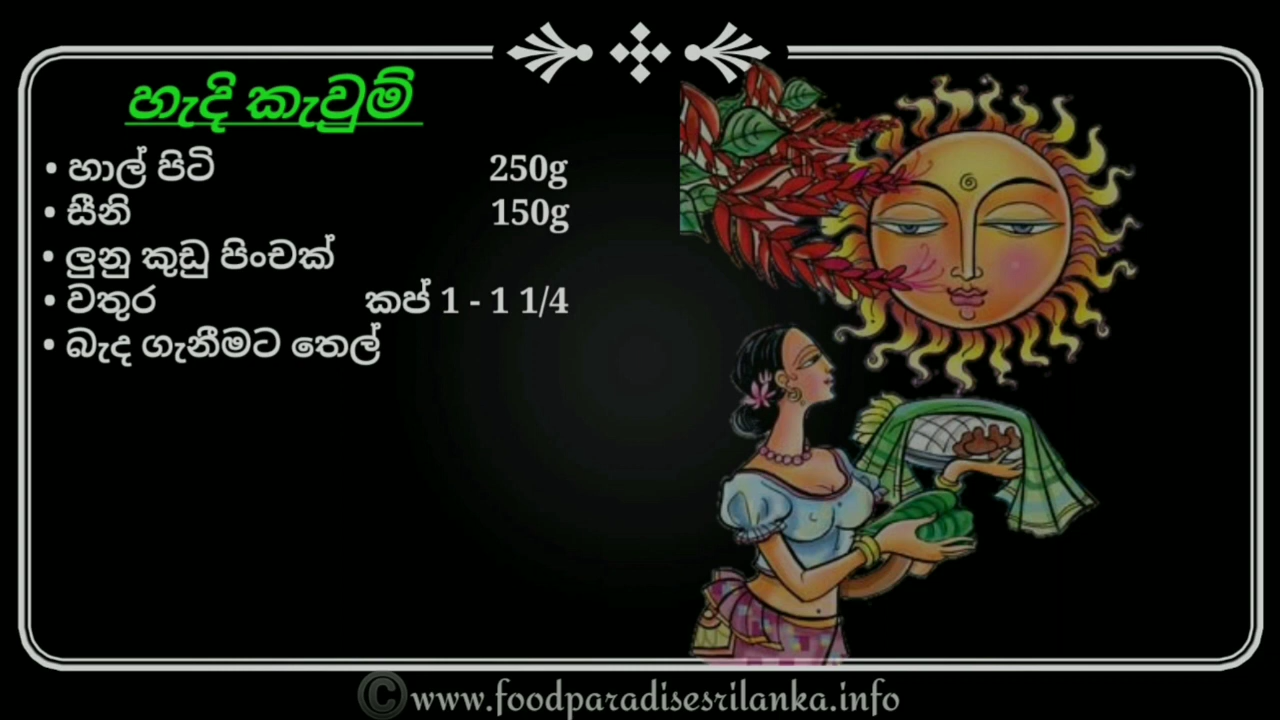 හැදි කැවුම්
• හාල් පිටි 250g
• සීනි 150g
• ලුනු කුඩු පිංචක්
• වතුර කප් 1 - 1 1/4
• බැද ගැනීමට තෙල්
©www.foodparadisesrilanka.info